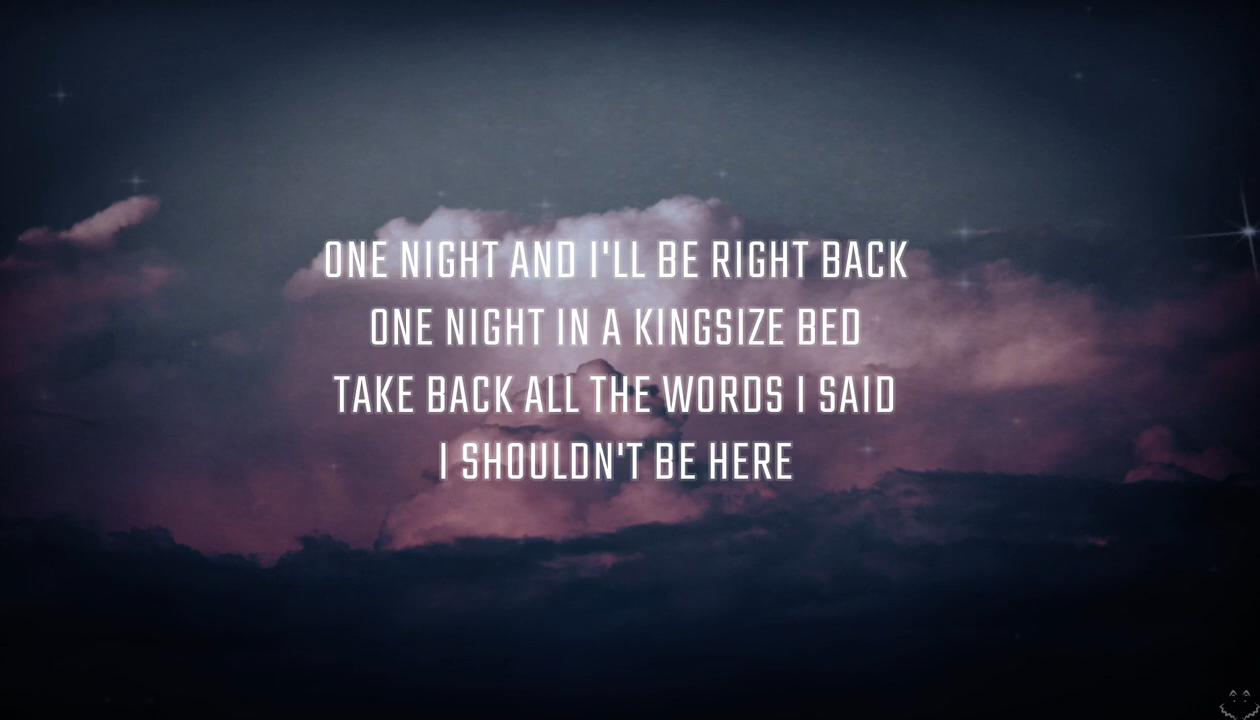 ONE NIGHT AND I'LL BE RIGHT BACK
ONE NIGHT IN A KINGSIZE BED
TAKE BACK ALL THE WORDS I SAID
I SHOULDN'T BE HERE